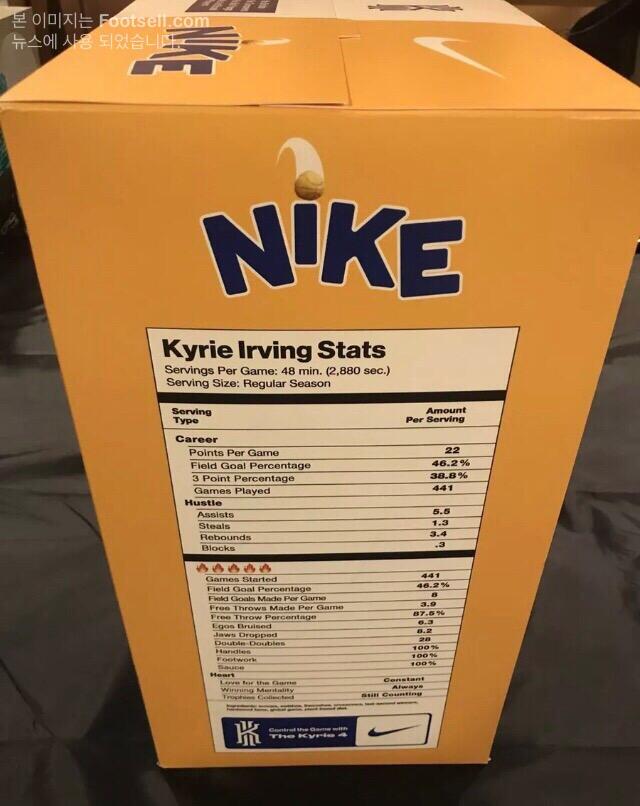 본 이미지는 Footsell.com
뉴스에 사용 되었습니다.
NIKE
NIKE
Kyrie Irving Stats
Servings Per Game: 48 min. (2,880 sec.)
Serving Size: Regular Season
Serving Type Amount Per Serving
Career
Points Per Game 22
Field Goal Percentage 46.2%
3 Point Percentage 38.8%
Games Played 441
Hustle
Assists 5.5
Steals 1.3
Rebounds 3.4
Blocks .3
🔥🔥🔥🔥🔥
Games Started 441
Field Goal Percentage 46.2%
Field Goals Made Per Game 8
Free Throws Made Per Game 3.9
Free Throw Percentage 87.5%
Egos Bruised 6.3
Jaws Dropped 8.2
Double-Doubles 28
Handles 100%
Footwork 100%
Sauce 100%
Heart
Love for the Game Constant
Winning Mentality Always
Trophies Collected Still Counting
Control the Game with
The Kyrie 4